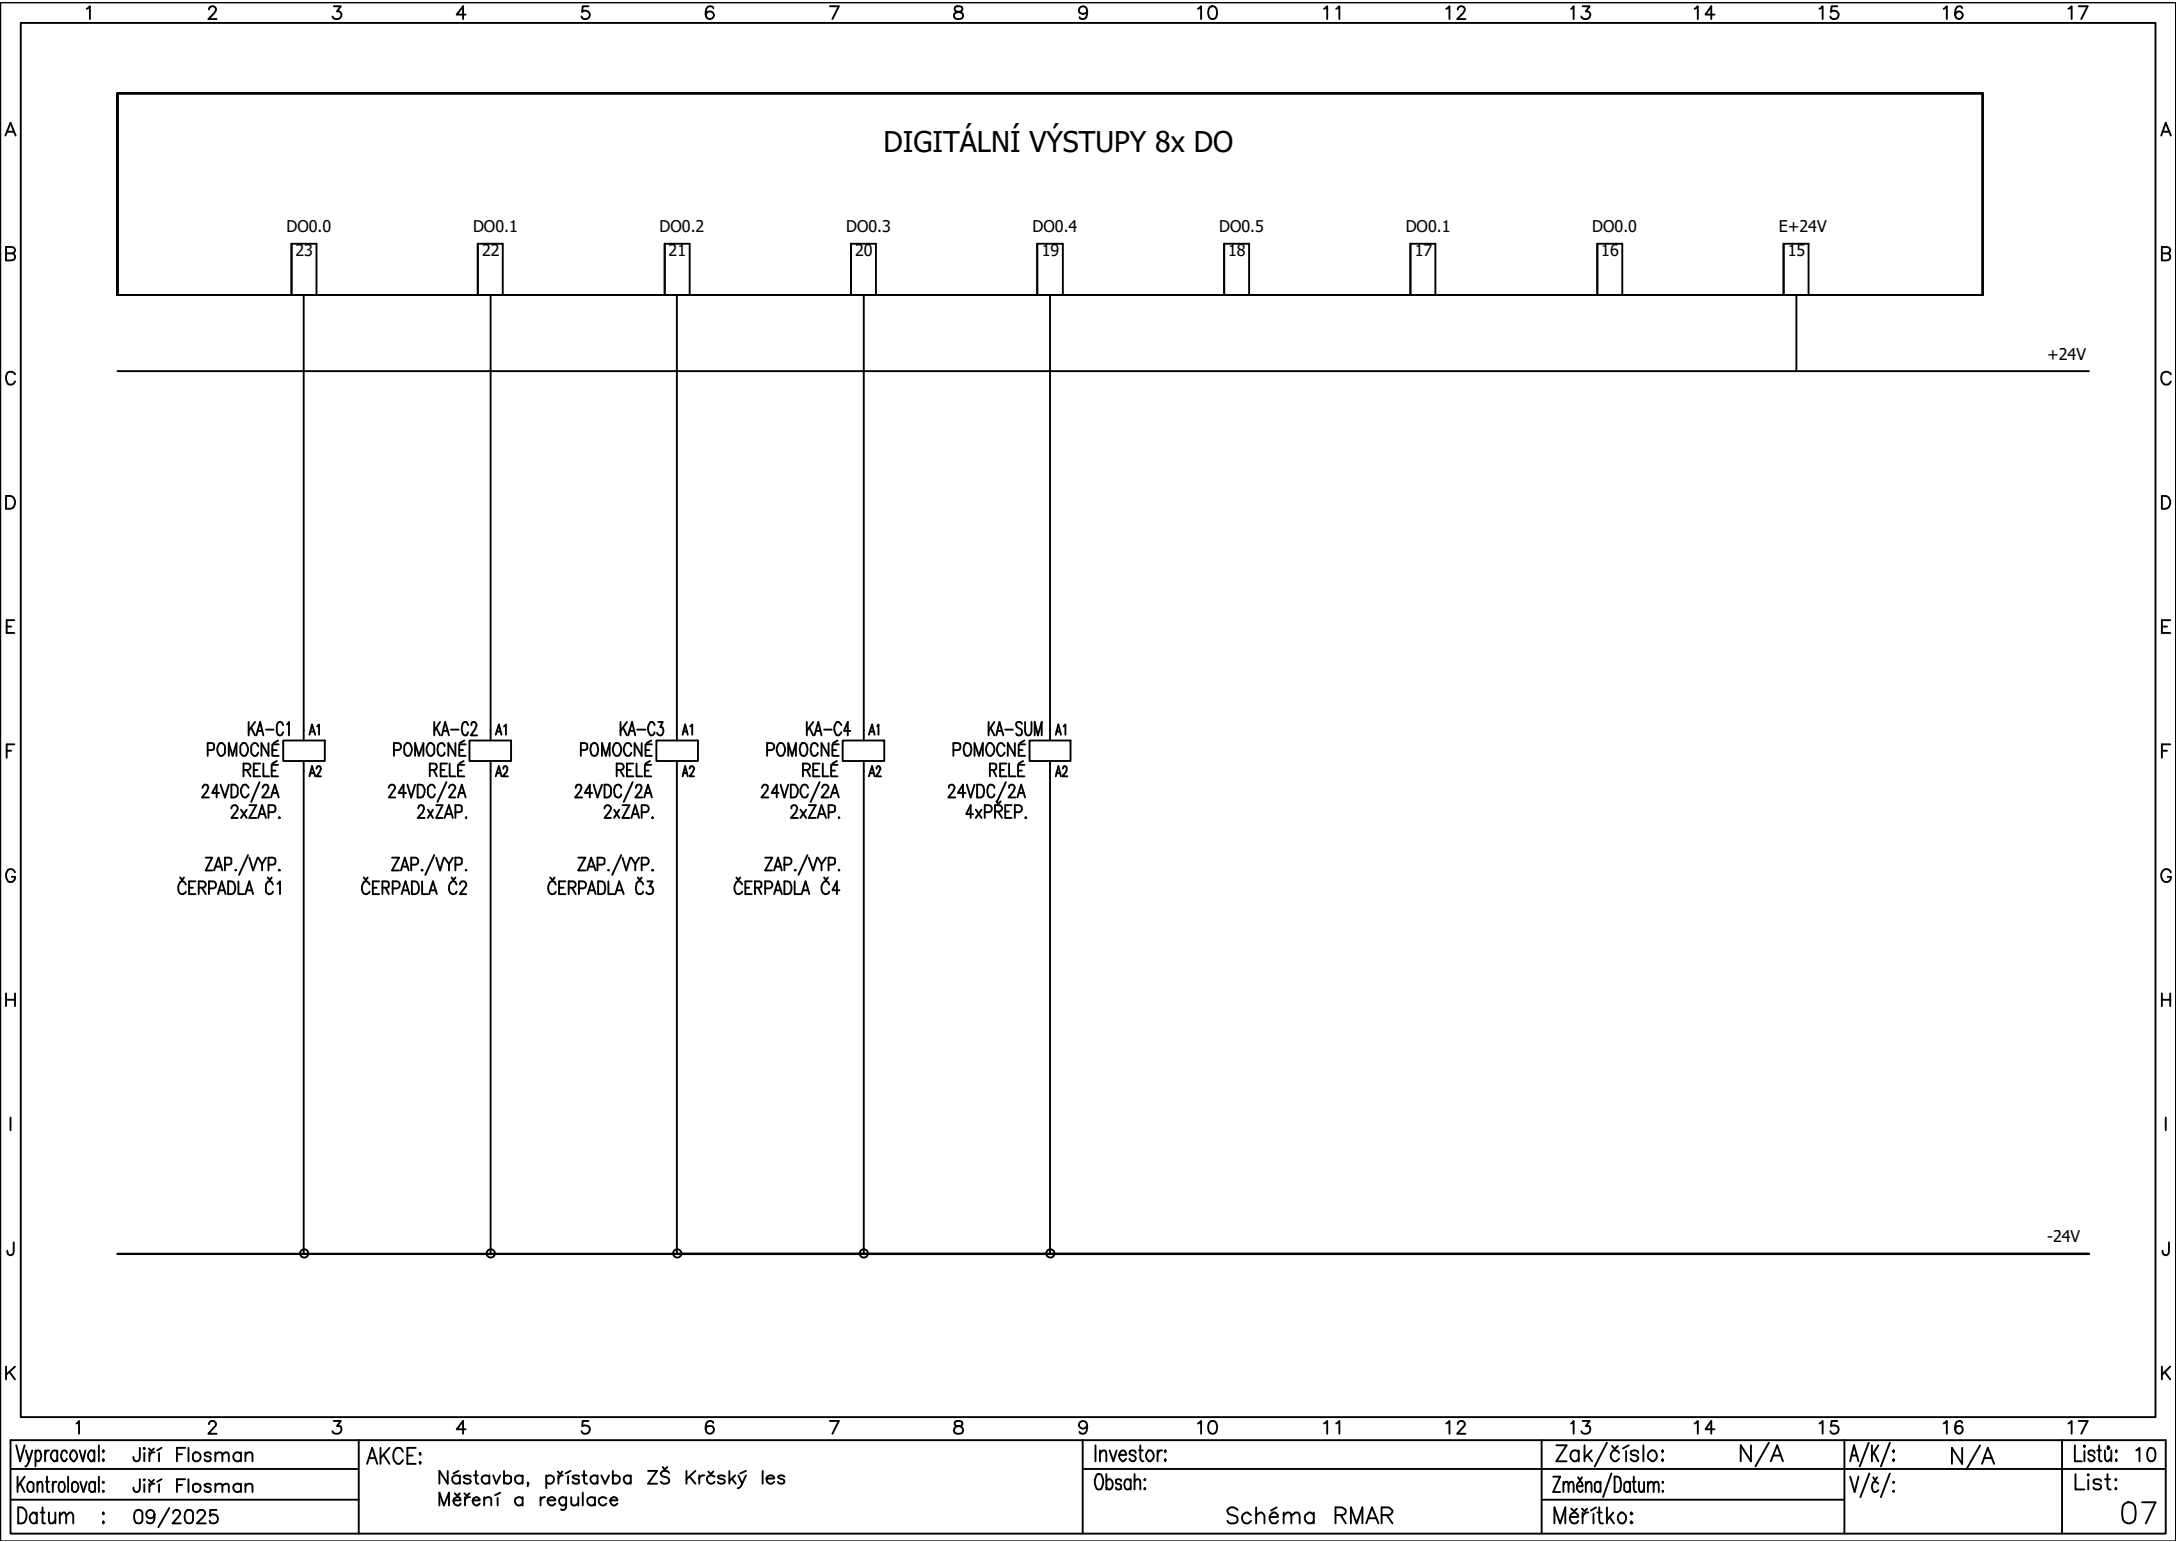 1 2 3 4 5 6 7 8 9 10 11 12 13 14 15 16 17
A A
DIGITÁLNÍ VÝSTUPY 8x DO
DO0.0 DO0.1 DO0.2 DO0.3 DO0.4 DO0.5 DO0.1 DO0.0 E+24V
B 23 22 21 20 19 18 17 16 15 B
+24V
C C
D D
E E
KA-C1 A1 KA-C2 A1 KA-C3 A1 KA-C4 A1 KA-SUM A1
F POMOCNÉ POMOCNÉ POMOCNÉ POMOCNÉ POMOCNÉ F
RELÉ A2 RELÉ A2 RELÉ A2 RELÉ A2 RELÉ A2
24VDC/2A 24VDC/2A 24VDC/2A 24VDC/2A 24VDC/2A
2xZAP. 2xZAP. 2xZAP. 2xZAP. 4xPŘEP.
ZAP./VYP. ZAP./VYP. ZAP./VYP. ZAP./VYP.
G ČERPADLA Č1 ČERPADLA Č2 ČERPADLA Č3 ČERPADLA Č4 G
H H
I I
-24V
J J
K K
1 2 3 4 5 6 7 8 9 10 11 12 13 14 15 16 17
Vypracoval: Jiří Flosman
Kontroloval: Jiří Flosman
Datum : 09/2025
AKCE:
Nástavba, přístavba ZŠ Krčský les
Měření a regulace
Investor:
Obsah:
Schéma RMAR
Zak/číslo: N/A
Změna/Datum:
Měřítko:
A/K/: N/A
V/č/:
Listů: 10
List:
07